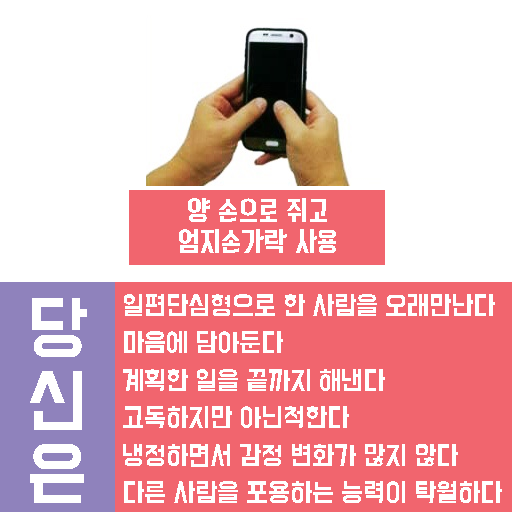 양 손으로 쥐고
엄지손가락 사용
당신은
일편단심형으로 한 사람을 오래만난다
마음에 담아둔다
계획한 일을 끝까지 해낸다
고독하지만 아닌척한다
냉정하면서 감정 변화가 많지 않다
다른 사람을 포용하는 능력이 탁월하다